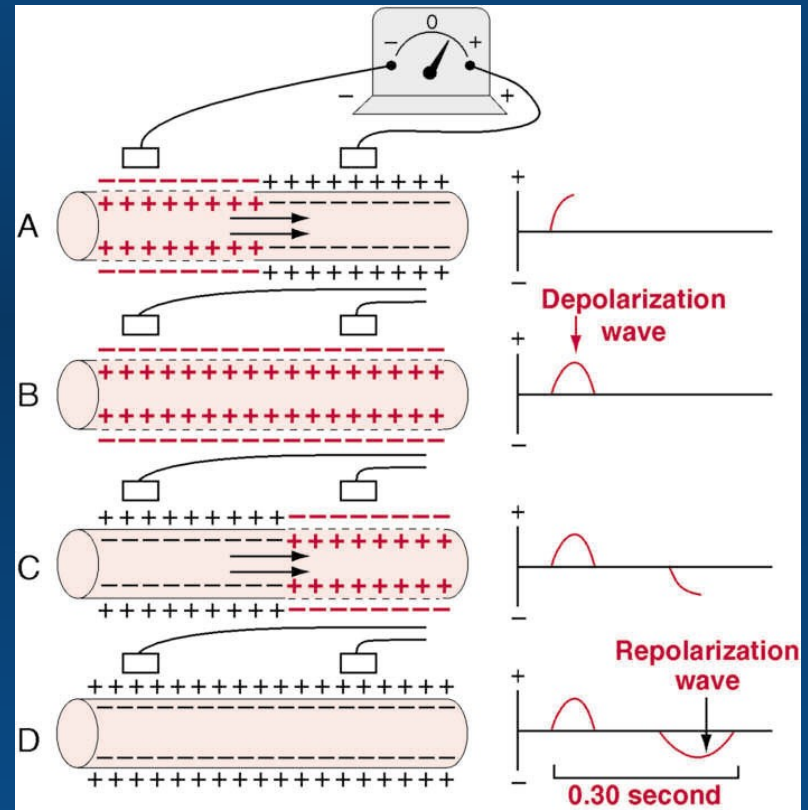 0
− +
− +
− − − − − − − − + + + + + + + + +
+ + + + + + + + − − − − − − − −
A
+ + + + + + + + − − − − − − − −
− − − − − − − − + + + + + + + + +
+
−
Depolarization
wave
− − − − − − − − − − − − − − − −
+ + + + + + + + + + + + + + + +
B
+ + + + + + + + + + + + + + + +
− − − − − − − − − − − − − − − −
+
−
+ + + + + + + + + − − − − − − − −
− − − − − − − − − + + + + + + + +
C
− − − − − − − − − + + + + + + + +
+ + + + + + + + + − − − − − − − −
+
−
Repolarization
wave
+ + + + + + + + + + + + + + + + +
− − − − − − − − − − − − − − − −
D
− − − − − − − − − − − − − − − −
+ + + + + + + + + + + + + + + + +
+
−
0.30 second